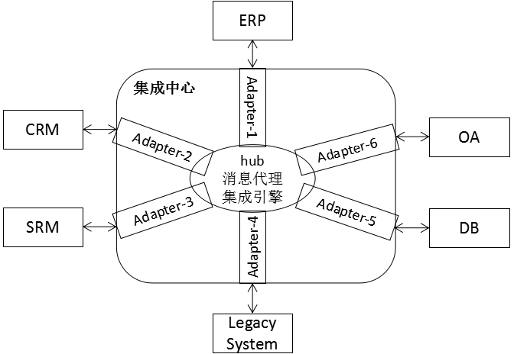 ERP
集成中心
Adapter-1
CRM
Adapter-2
Adapter-6
OA
hub
消息代理
集成引擎
SRM
Adapter-3
Adapter-4
Adapter-5
DB
Legacy
System